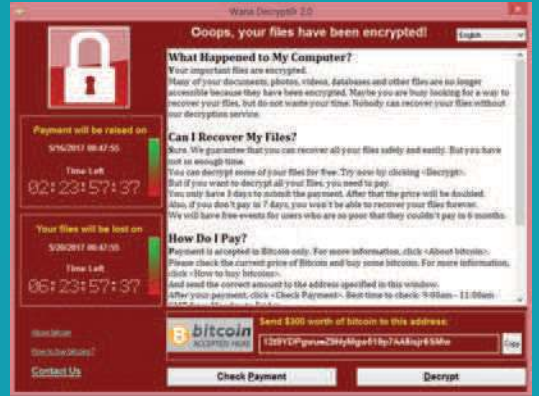 Wana Decrypt0r 2.0
Ooops, your files have been encrypted!
English
What Happened to My Computer?
Your important files are encrypted.
Many of your documents, photos, videos, databases and other files are no longer
accessible because they have been encrypted. Maybe you are busy looking for a way to
recover your files, but do not waste your time. Nobody can recover your files without
our decryption service.
Can I Recover My Files?
Sure. We guarantee that you can recover all your files safely and easily. But you have
not so enough time.
You can decrypt some of your files for free. Try now by clicking <Decrypt>.
But if you want to decrypt all your files, you need to pay.
You only have 3 days to submit the payment. After that the price will be doubled.
Also, if you don't pay in 7 days, you won't be able to recover your files forever.
We will have free events for users who are so poor that they couldn't pay in 6 months.
How Do I Pay?
Payment is accepted in Bitcoin only. For more information, click <About bitcoin>.
Please check the current price of Bitcoin and buy some bitcoins. For more information,
click <How to buy bitcoins>.
And send the correct amount to the address specified in this window.
After your payment, click <Check Payment>. Best time to check: 9:00am - 11:00am
Payment will be raised on
5/16/2017 00:47:55
Time Left
02:23:57:37
Your files will be lost on
5/20/2017 00:47:55
Time Left
06:23:57:37
About bitcoin
How to buy bitcoins?
Contact Us
bitcoin
ACCEPTED HERE
Send $300 worth of bitcoin to this address:
Copy
Check Payment
Decrypt